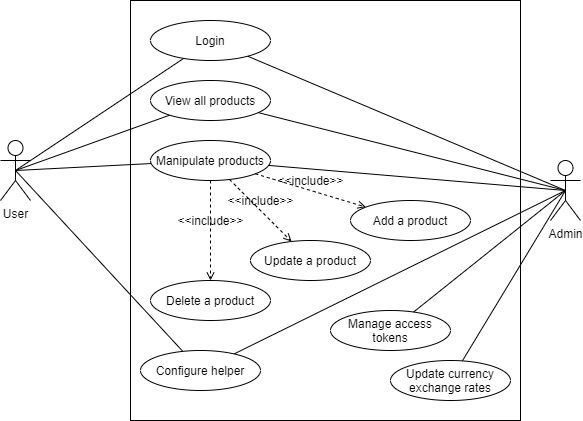 Login
View all products
Manipulate products
<<include>>
<<include>>
<<include>>
User
Add a product
Admin
Update a product
Delete a product
Manage access
tokens
Configure helper
Update currency
exchange rates